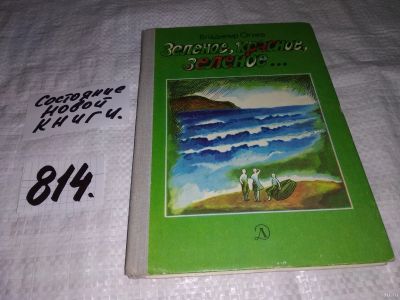 Владимир Огнев
Зеленое, красное,
зеленое...
Состояние
новой
книги.
814.